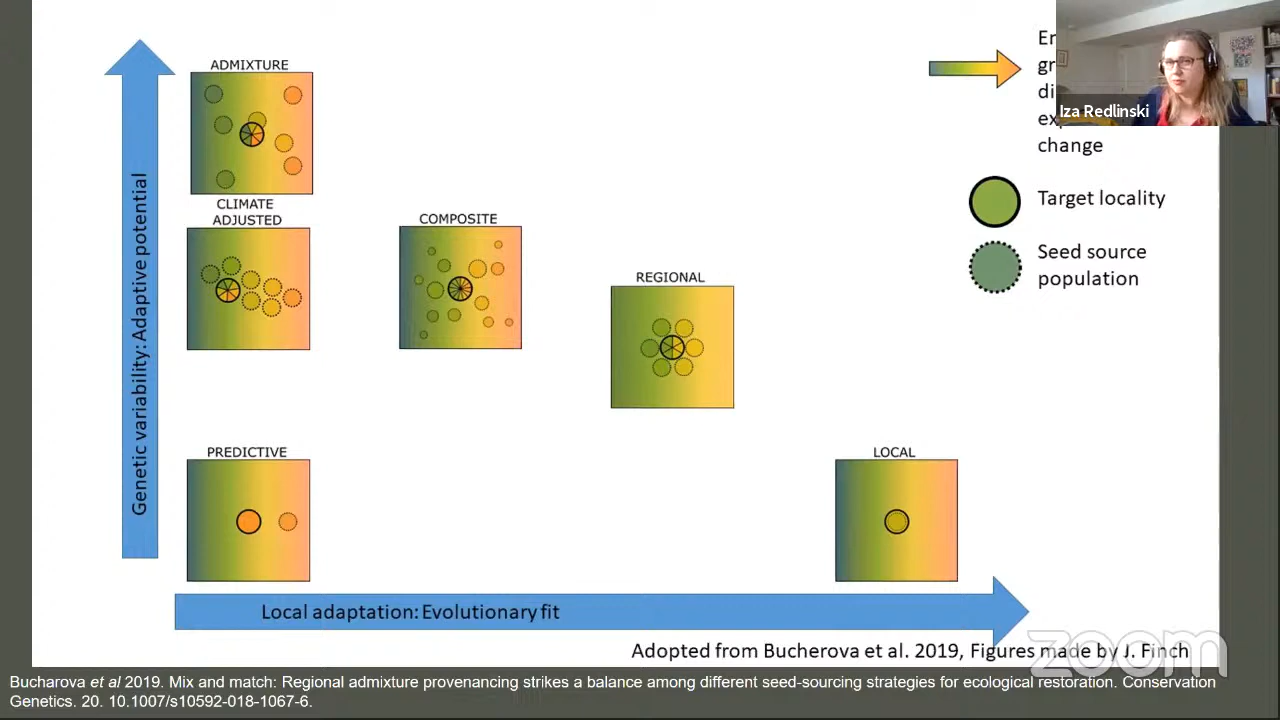 ADMIXTURE
CLIMATE
ADJUSTED
COMPOSITE
REGIONAL
PREDICTIVE
LOCAL
Genetic variability: Adaptive potential
Local adaptation: Evolutionary fit
change
Target locality
Seed source
population
Iza Redlinski
Adopted from Bucherova et al. 2019, Figures made by J. Finch
zoom
Bucharova et al 2019. Mix and match: Regional admixture provenancing strikes a balance among different seed-sourcing strategies for ecological restoration. Conservation
Genetics. 20. 10.1007/s10592-018-1067-6.